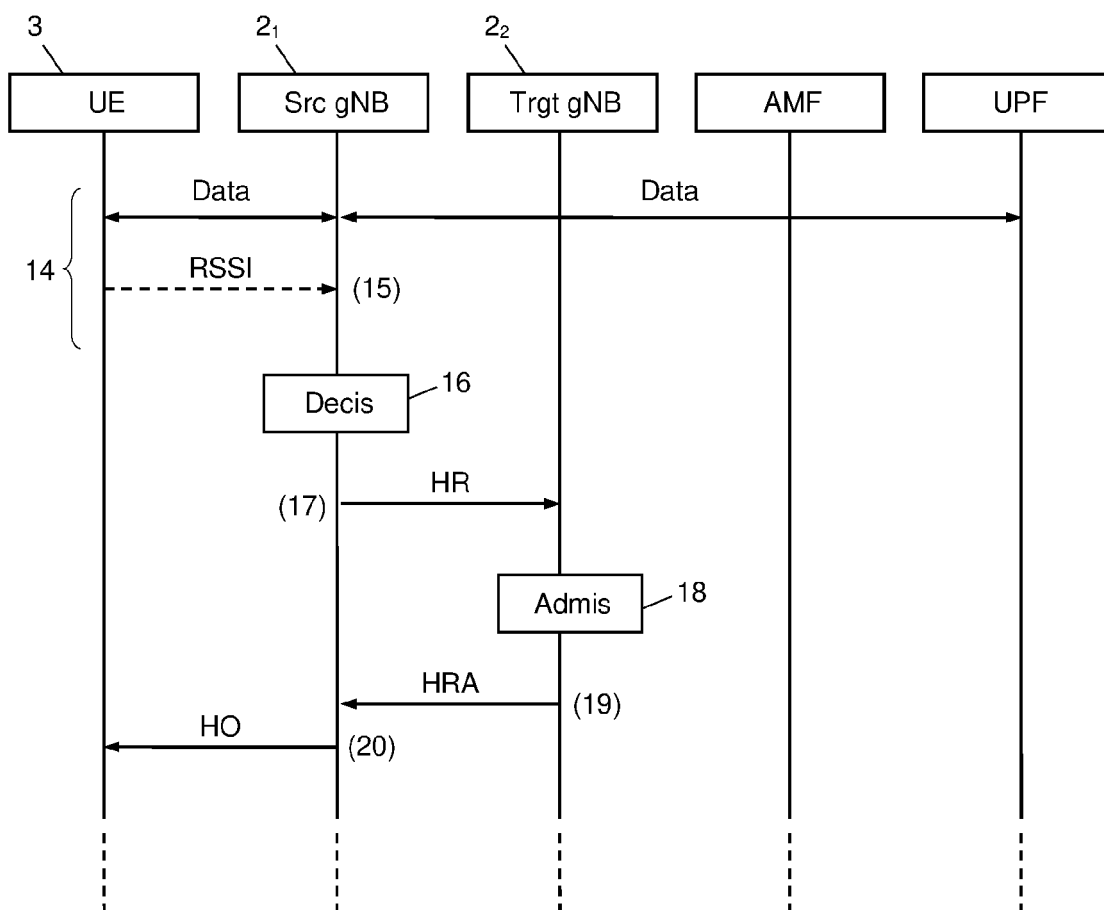 3
2₁
2₂
UE
Src gNB
Trgt gNB
AMF
UPF
Data
Data
14
RSSI
(15)
Decis
16
(17)
HR
Admis
18
HRA
(19)
HO
(20)